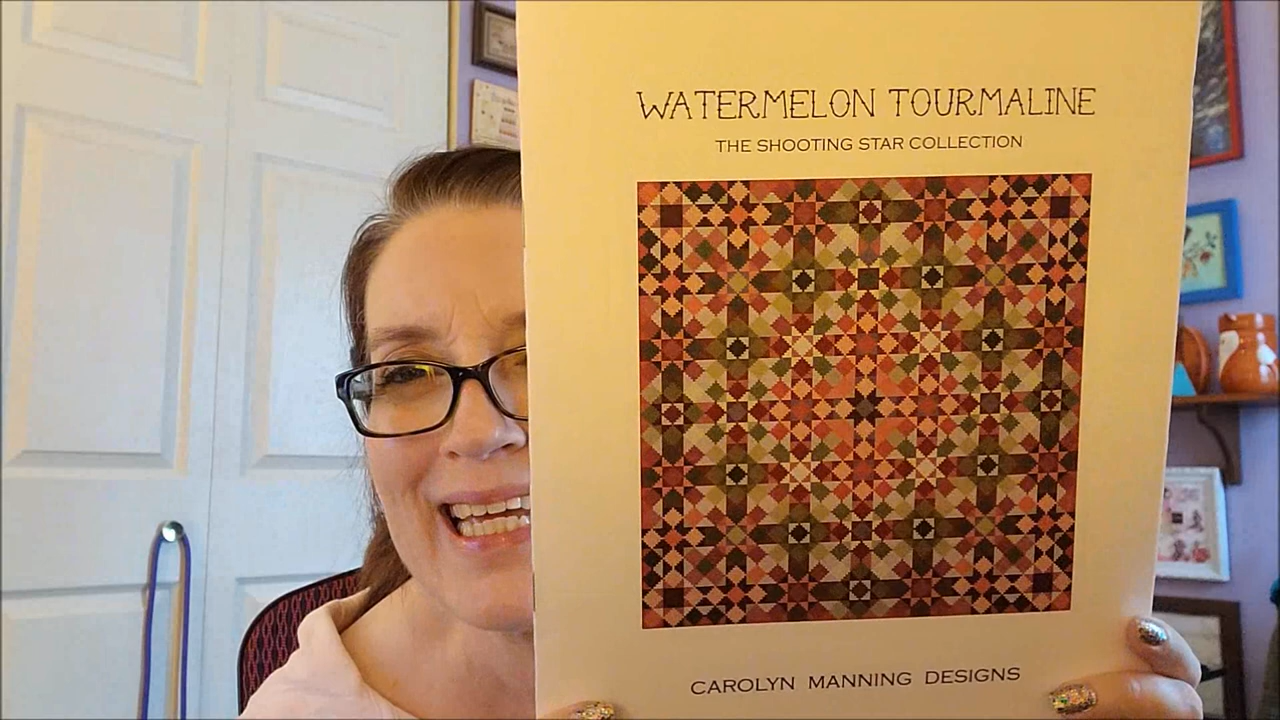 WATERMELON TOURMALINE
THE SHOOTING STAR COLLECTION
CAROLYN MANNING DESIGNS